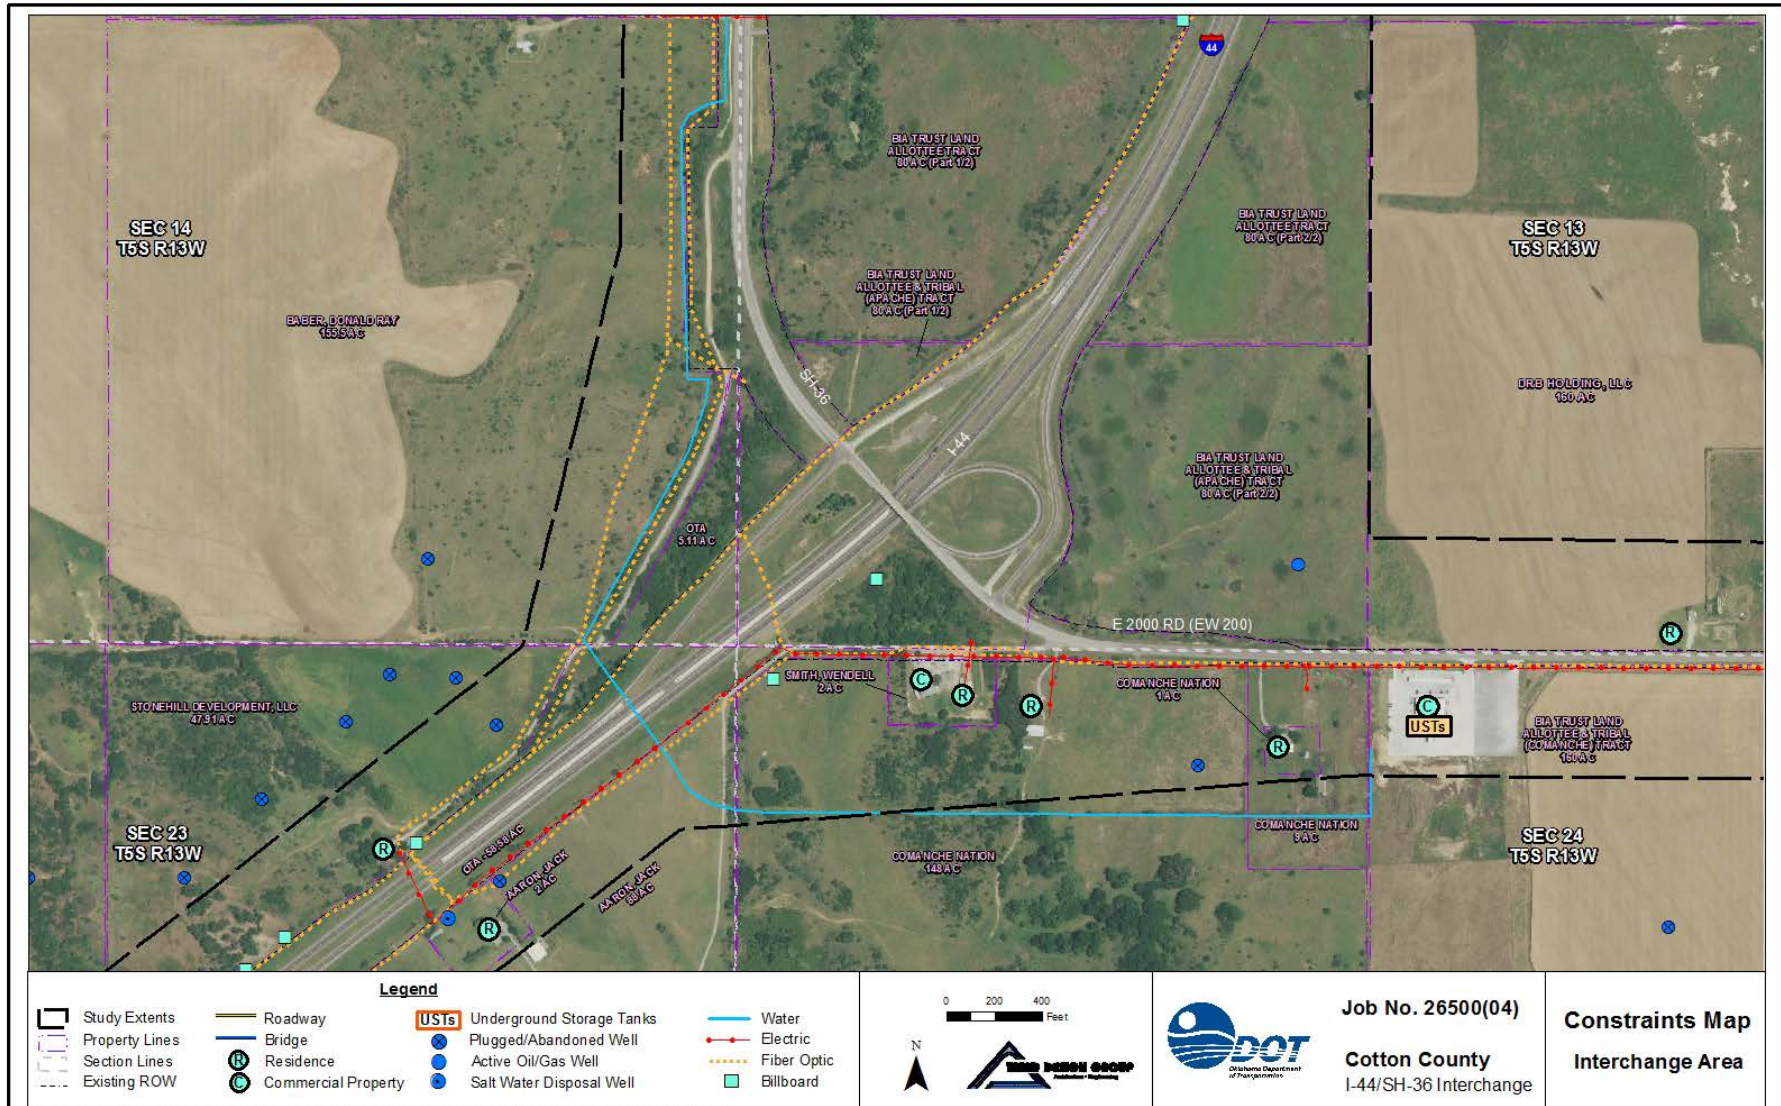 44
BIA TRUST LAND
ALLOTTEE TRACT
80 AC (Part 1/2)
BIA TRUST LAND
ALLOTTEE TRACT
80 AC (Part 2/2)
SEC 14
T5S R13W
SEC 13
T5S R13W
BIA TRUST LAND
ALLOTTEE & TRIBAL
(APACHE) TRACT
80 AC (Part 1/2)
BABER, DONALD RAY
155.5 AC
SH-36
DRB HOLDING, LLC
160 AC
I-44
BIA TRUST LAND
ALLOTTEE & TRIBAL
(APACHE) TRACT
80 AC (Part 2/2)
OTA
5.11 AC
E 2000 RD (EW 200)
R
SMITH, WENDELL
2 AC
C
R
R
COMANCHE NATION
1 AC
R
C
USTs
STONEHILL DEVELOPMENT, LLC
47.91 AC
BIA TRUST LAND
ALLOTTEE & TRIBAL
(COMANCHE) TRACT
160 AC
SEC 23
T5S R13W
R
OTA - 58.58 AC
AARON, JACK
2 AC
AARON, JACK
88 AC
R
COMANCHE NATION
148 AC
COMANCHE NATION
9 AC
SEC 24
T5S R13W
Legend
Study Extents
Property Lines
Section Lines
Existing ROW
Roadway
Bridge
R Residence
C Commercial Property
USTs Underground Storage Tanks
Plugged/Abandoned Well
Active Oil/Gas Well
Salt Water Disposal Well
Water
Electric
Fiber Optic
Billboard
0 200 400
Feet
N
DESIGN GROUP
DOT
Oklahoma Department
of Transportation
Job No. 26500(04)
Cotton County
I-44/SH-36 Interchange
Constraints Map
Interchange Area